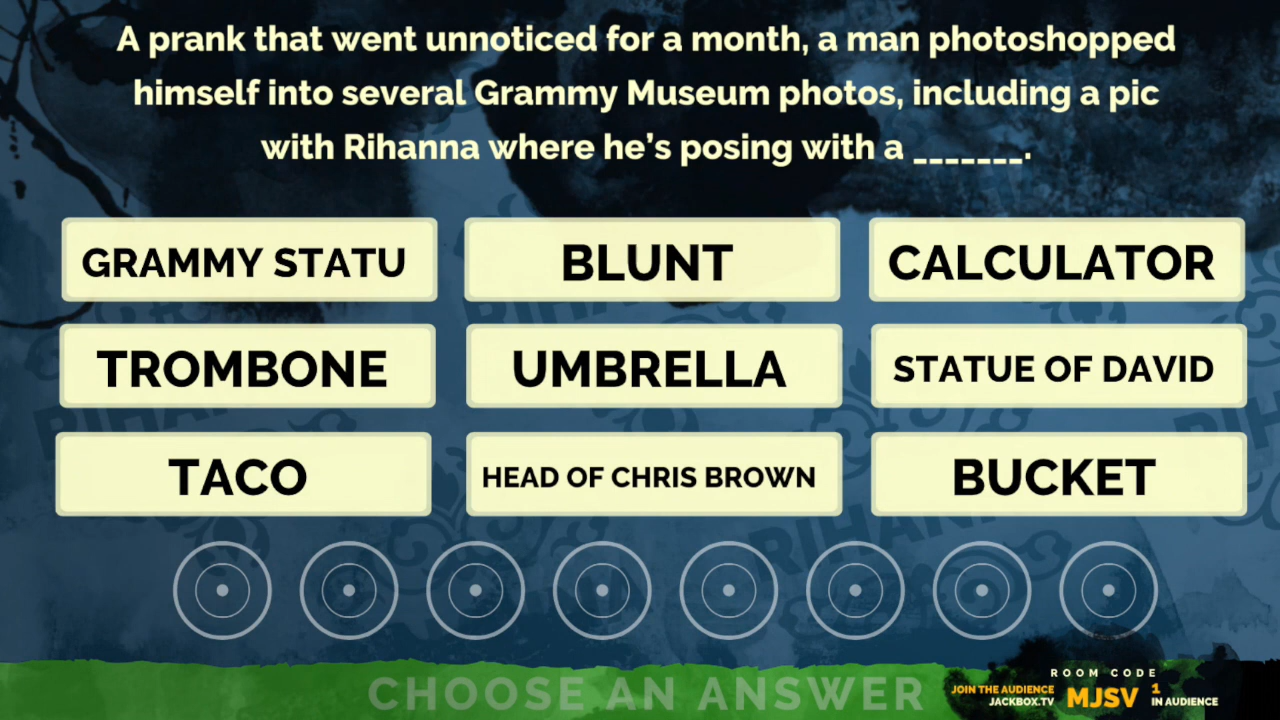 A prank that went unnoticed for a month, a man photoshopped
himself into several Grammy Museum photos, including a pic
with Rihanna where he’s posing with a _______.
GRAMMY STATU
BLUNT
CALCULATOR
TROMBONE
UMBRELLA
STATUE OF DAVID
TACO
HEAD OF CHRIS BROWN
BUCKET
RIHANNA
RIHANNA
CHOOSE AN ANSWER
ROOM CODE
JOIN THE AUDIENCE
JACKBOX.TV
MJSV
1
IN AUDIENCE